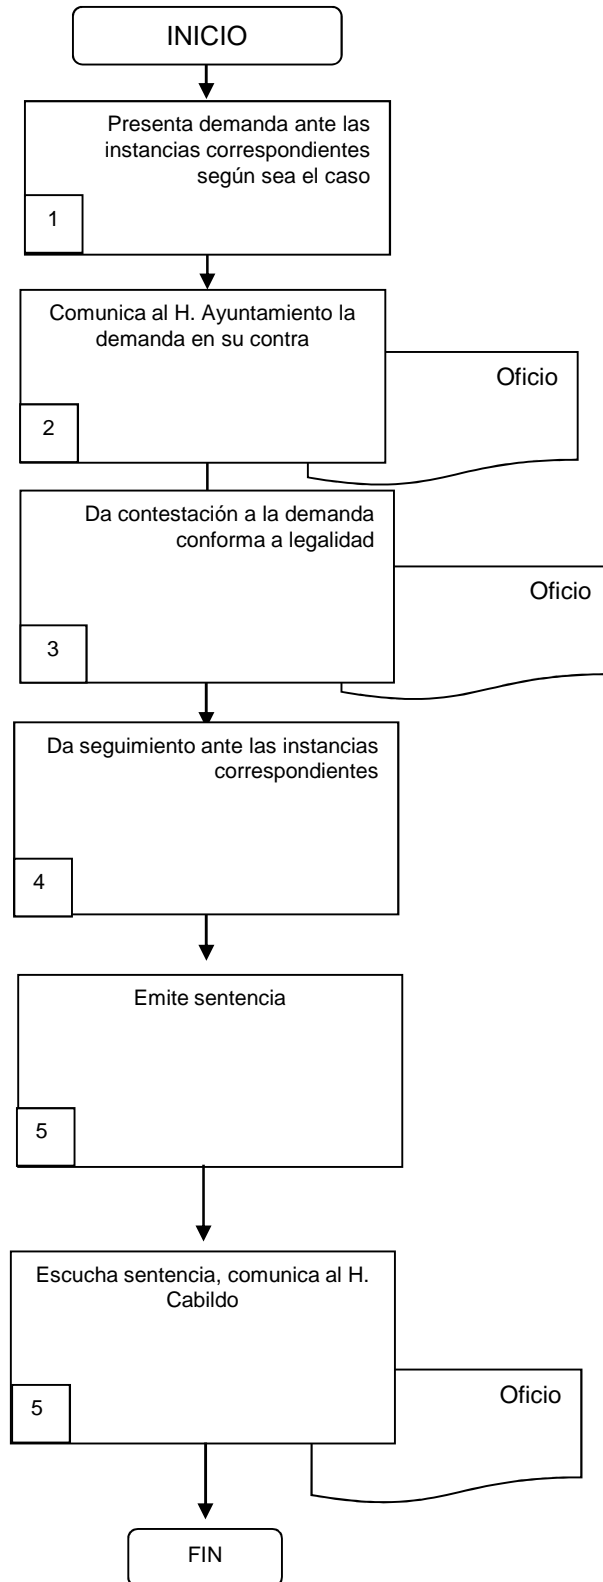 INICIO
Presenta demanda ante las
instancias correspondientes
según sea el caso
1
Comunica al H. Ayuntamiento la
demanda en su contra
Oficio
2
Da contestación a la demanda
conforma a legalidad
Oficio
3
Da seguimiento ante las instancias
correspondientes
4
Emite sentencia
5
Escucha sentencia, comunica al H.
Cabildo
Oficio
5
FIN